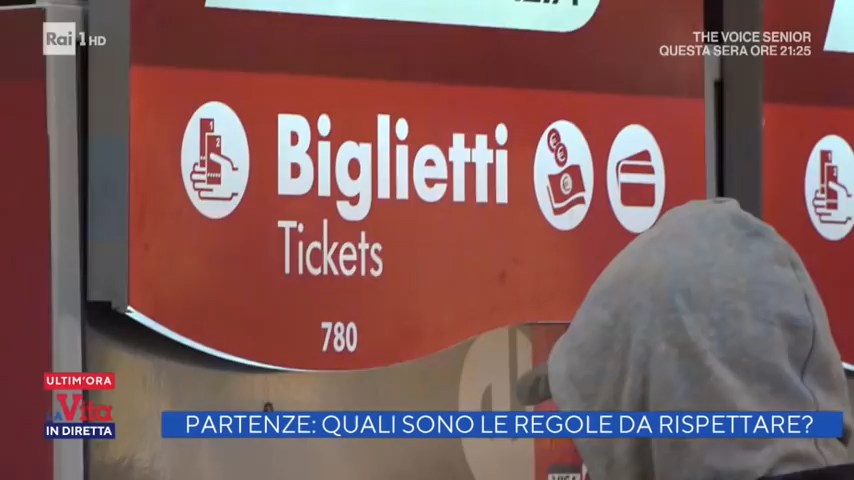 Rai 1 HD
THE VOICE SENIOR
QUESTA SERA ORE 21:25
Biglietti
Tickets
780
ULTIM'ORA
LA Vita
IN DIRETTA
PARTENZE: QUALI SONO LE REGOLE DA RISPETTARE?
VISA